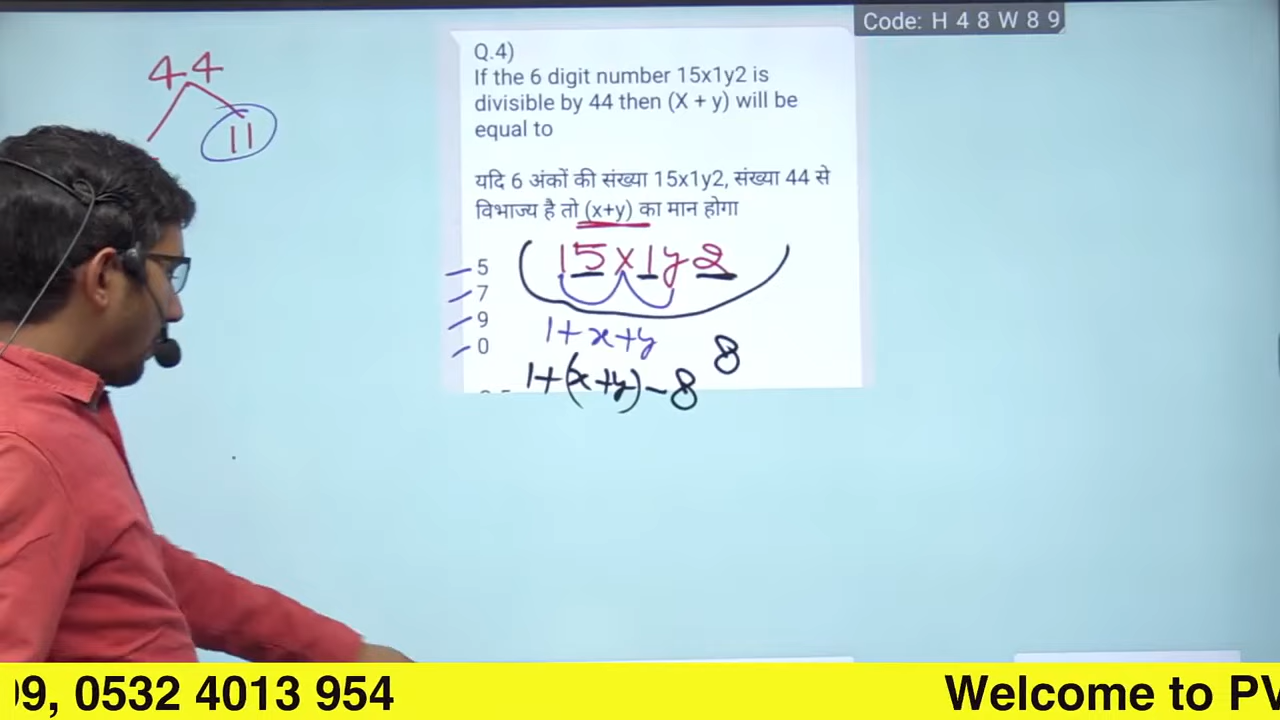 Code: H 4 8 W 8 9
44
11
Q.4)
If the 6 digit number 15x1y2 is
divisible by 44 then (X + y) will be
equal to
यदि 6 अंकों की संख्या 15x1y2, संख्या 44 से
विभाज्य है तो (x+y) का मान होगा
15x1y2
5
7
9
0
1+x+y
8
1+(x+y)-8
9, 0532 4013 954
Welcome to PV